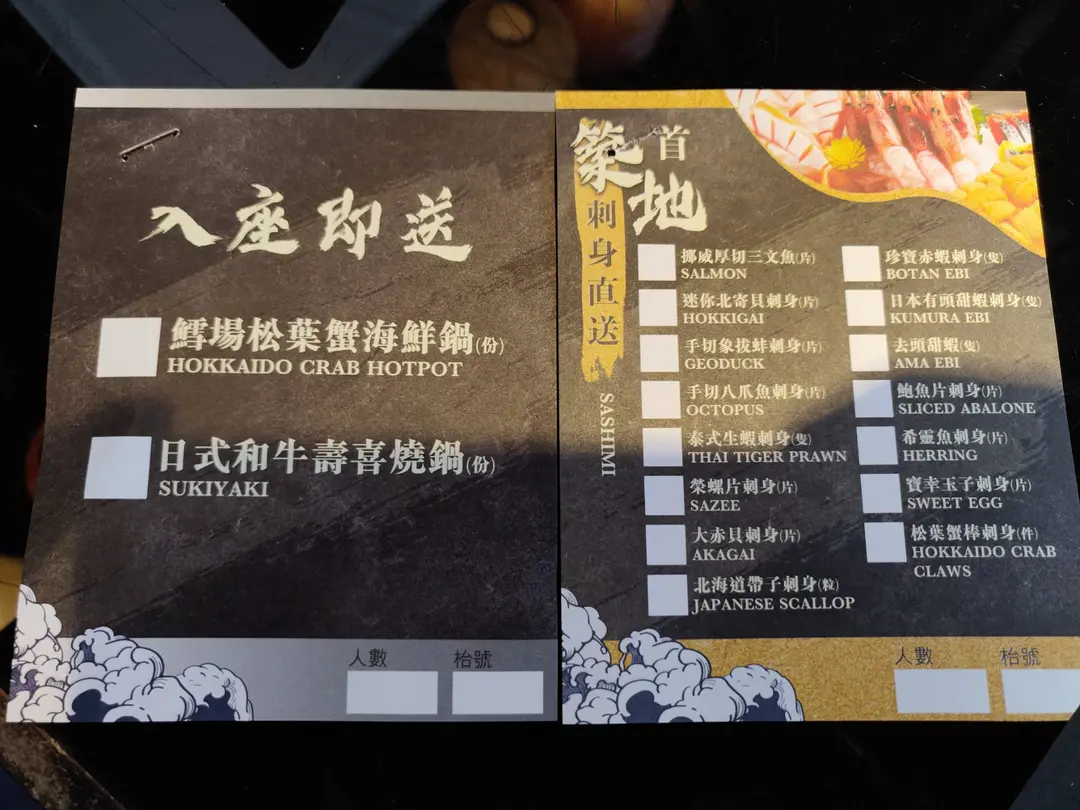 入座即送
鱈場松葉蟹海鮮鍋(份)
HOKKAIDO CRAB HOTPOT
日式和牛壽喜燒鍋(份)
SUKIYAKI
人數
枱號
築地
首
刺身直送
SASHIMI
挪威厚切三文魚(片)
SALMON
迷你北寄貝刺身(片)
HOKKIGAI
手切象拔蚌刺身(片)
GEODUCK
手切八爪魚刺身(片)
OCTOPUS
泰式生蝦刺身(隻)
THAI TIGER PRAWN
榮螺片刺身(片)
SAZEE
大赤貝刺身(片)
AKAGAI
北海道帶子刺身(粒)
JAPANESE SCALLOP
珍寶赤蝦刺身(隻)
BOTAN EBI
日本有頭甜蝦刺身(隻)
KUMURA EBI
去頭甜蝦(隻)
AMA EBI
鮑魚片刺身(片)
SLICED ABALONE
希靈魚刺身(片)
HERRING
寶幸玉子刺身(片)
SWEET EGG
松葉蟹棒刺身(件)
HOKKAIDO CRAB
CLAWS
人數
枱號